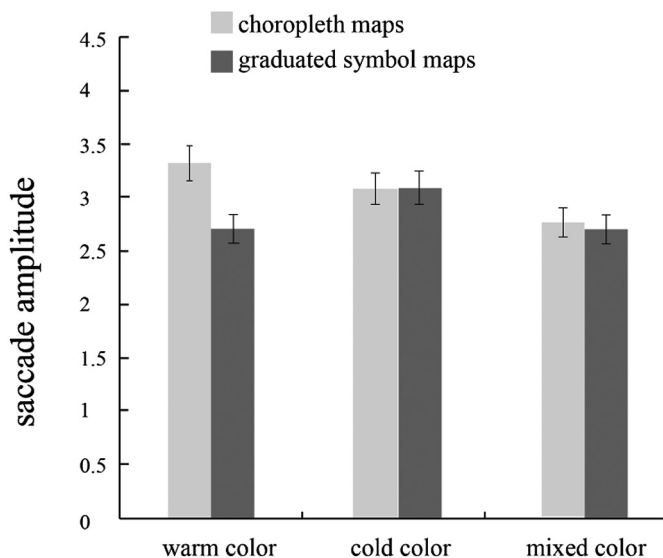 choropleth maps
graduated symbol maps
4.5
4
3.5
3
2.5
2
1.5
1
0.5
0
saccade amplitude
warm color
cold color
mixed color